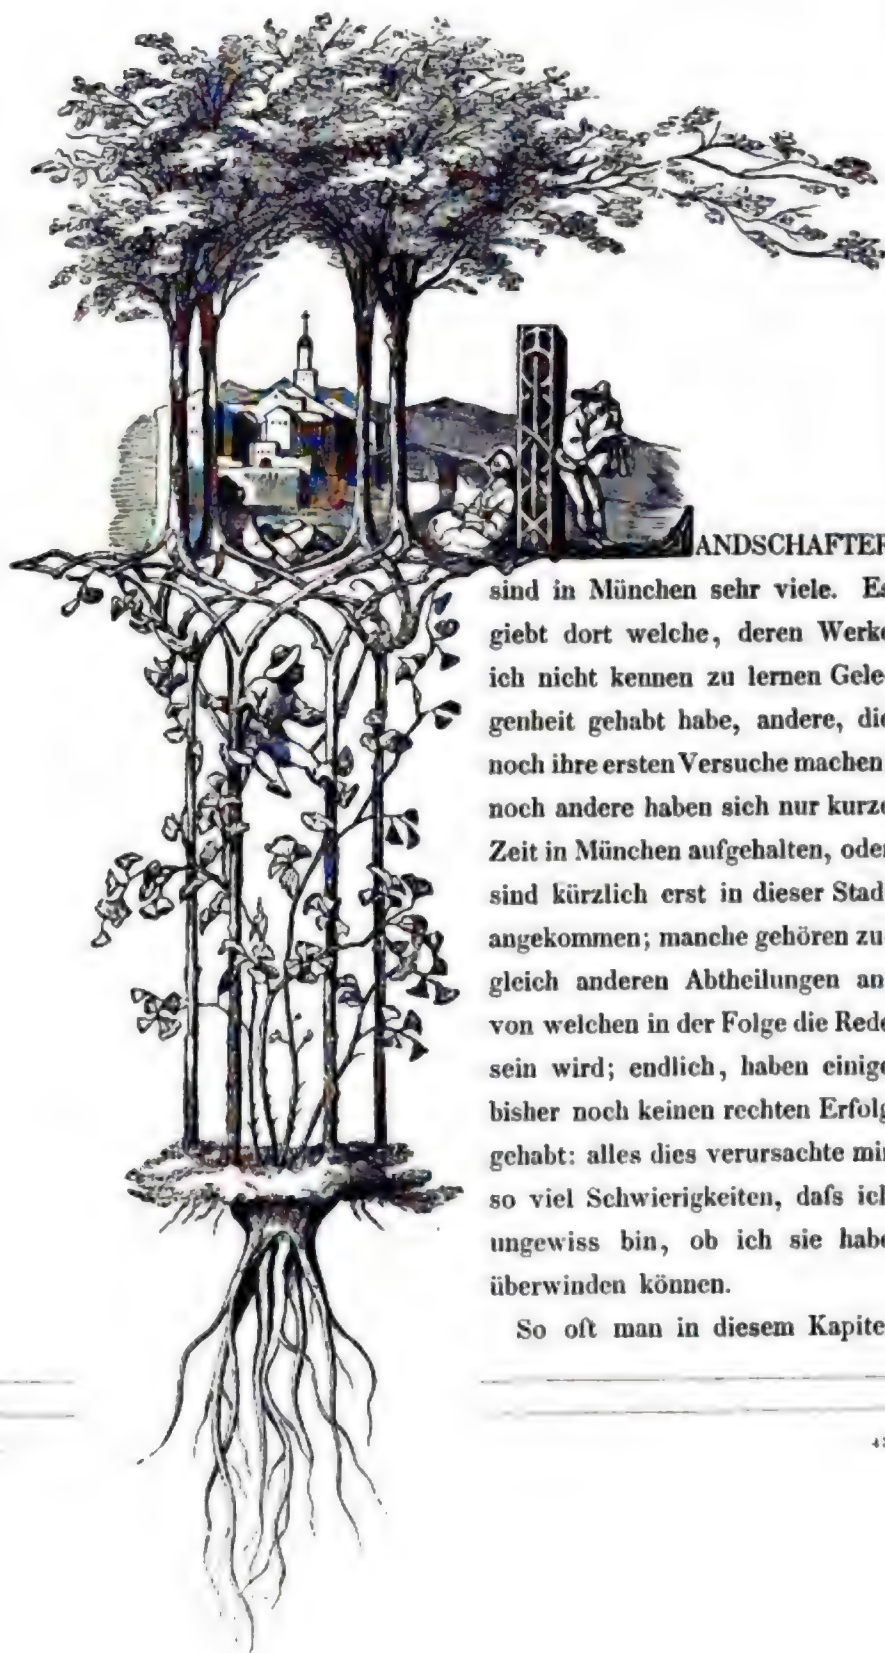 LANDSCHAFTER
sind in München sehr viele. Es
giebt dort welche, deren Werke
ich nicht kennen zu lernen Gele-
genheit gehabt habe, andere, die
noch ihre ersten Versuche machen
noch andere haben sich nur kurze
Zeit in München aufgehalten, oder
sind kürzlich erst in dieser Stadt
angekommen; manche gehören zu-
gleich anderen Abtheilungen an
von welchen in der Folge die Rede
sein wird; endlich, haben einige
bisher noch keinen rechten Erfolg
gehabt: alles dies verursachte mir
so viel Schwierigkeiten, dafs ich
ungewiss bin, ob ich sie habe
überwinden können.
So oft man in diesem Kapitel